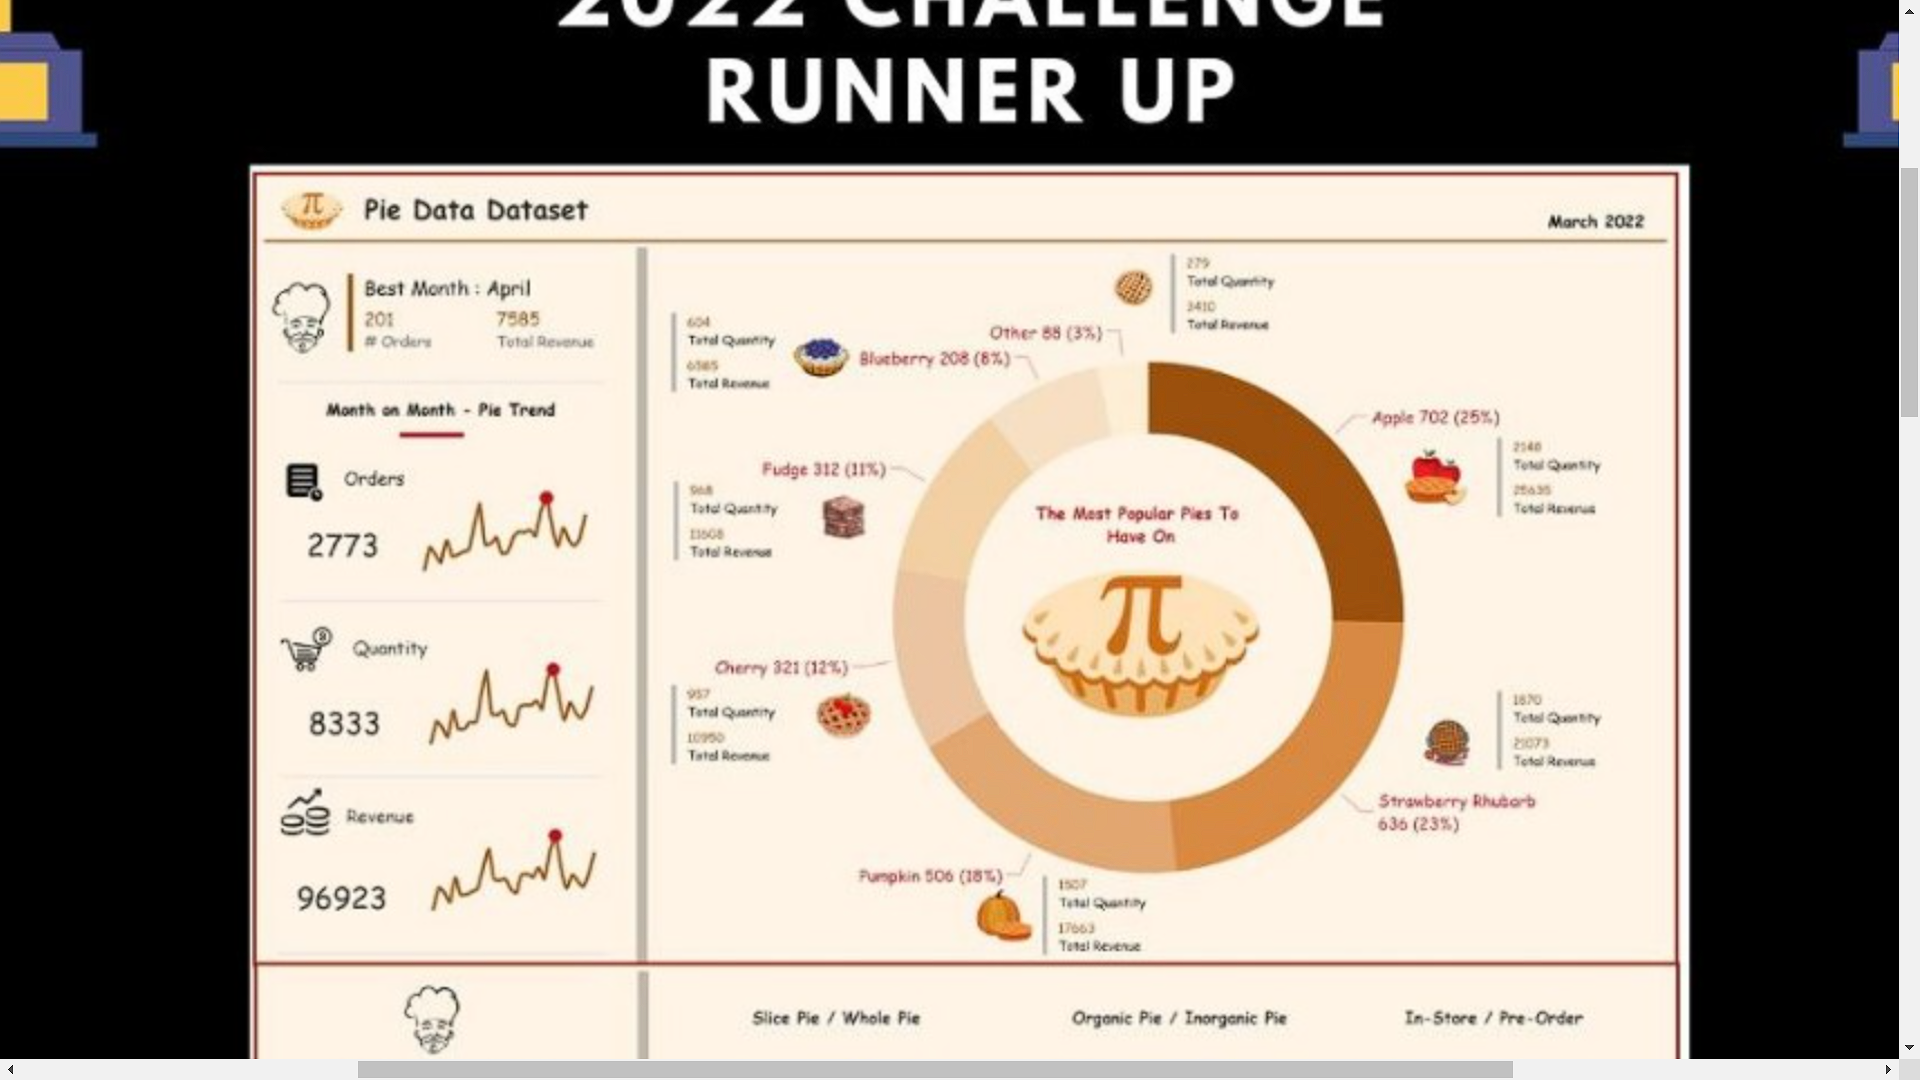 2022 CHALLENGE
RUNNER UP
π
Pie Data Dataset
March 2022
Best Month : April
201
# Orders
7585
Total Revenue
Month on Month - Pie Trend
Orders
2773
Quantity
8333
Revenue
96923
279
Total Quantity
3410
Total Revenue
Other 88 (3%)
604
Total Quantity
6585
Total Revenue
Blueberry 208 (8%)
Apple 702 (25%)
2148
Total Quantity
25635
Total Revenue
Fudge 312 (11%)
968
Total Quantity
11608
Total Revenue
The Most Popular Pies To
Have On
π
Cherry 321 (12%)
957
Total Quantity
10950
Total Revenue
1870
Total Quantity
21073
Total Revenue
Strawberry Rhubarb
636 (23%)
Pumpkin 506 (18%)
1507
Total Quantity
17663
Total Revenue
Slice Pie / Whole Pie
Organic Pie / Inorganic Pie
In-Store / Pre-Order